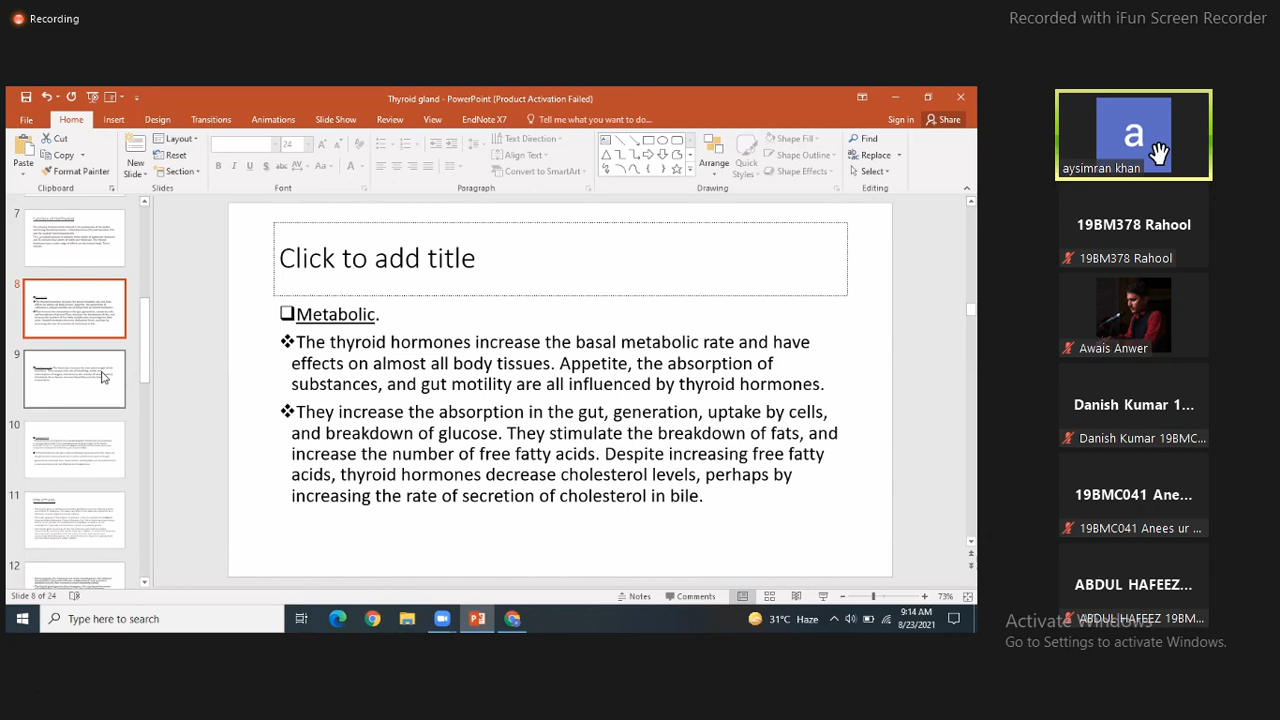 Recording
Recorded with iFun Screen Recorder
Thyroid gland - PowerPoint [Product Activation Failed]
File Home Insert Design Transitions Animations Slide Show Review View EndNote X7 Tell me what you want to do... Sign in Share
Paste
Cut
Copy
Format Painter
Clipboard
New
Slide
Layout
Reset
Section
Slides
24
Paragraph
Text Direction
Align Text
Convert to SmartArt
Arrange
Quick
Styles
Shape Fill
Shape Outline
Shape Effects
Drawing
Find
Replace
Select
Editing
7
8
9
10
11
12
Click to add title
Metabolic.
The thyroid hormones increase the basal metabolic rate and have
effects on almost all body tissues. Appetite, the absorption of
substances, and gut motility are all influenced by thyroid hormones.
They increase the absorption in the gut, generation, uptake by cells,
and breakdown of glucose. They stimulate the breakdown of fats, and
increase the number of free fatty acids. Despite increasing free fatty
acids, thyroid hormones decrease cholesterol levels, perhaps by
increasing the rate of secretion of cholesterol in bile.
Slide 8 of 24
Notes
Comments
73%
Type here to search
31°C Haze
9:14 AM
8/23/2021
a
aysimran khan
19BM378 Rahool
19BM378 Rahool
Awais Anwer
Danish Kumar 1...
Danish Kumar 19BMC...
19BMC041 Ane...
19BMC041 Anees ur ...
ABDUL HAFEEZ...
ABDUL HAFEEZ 19BM...
Activate Windows
Go to Settings to activate Windows.